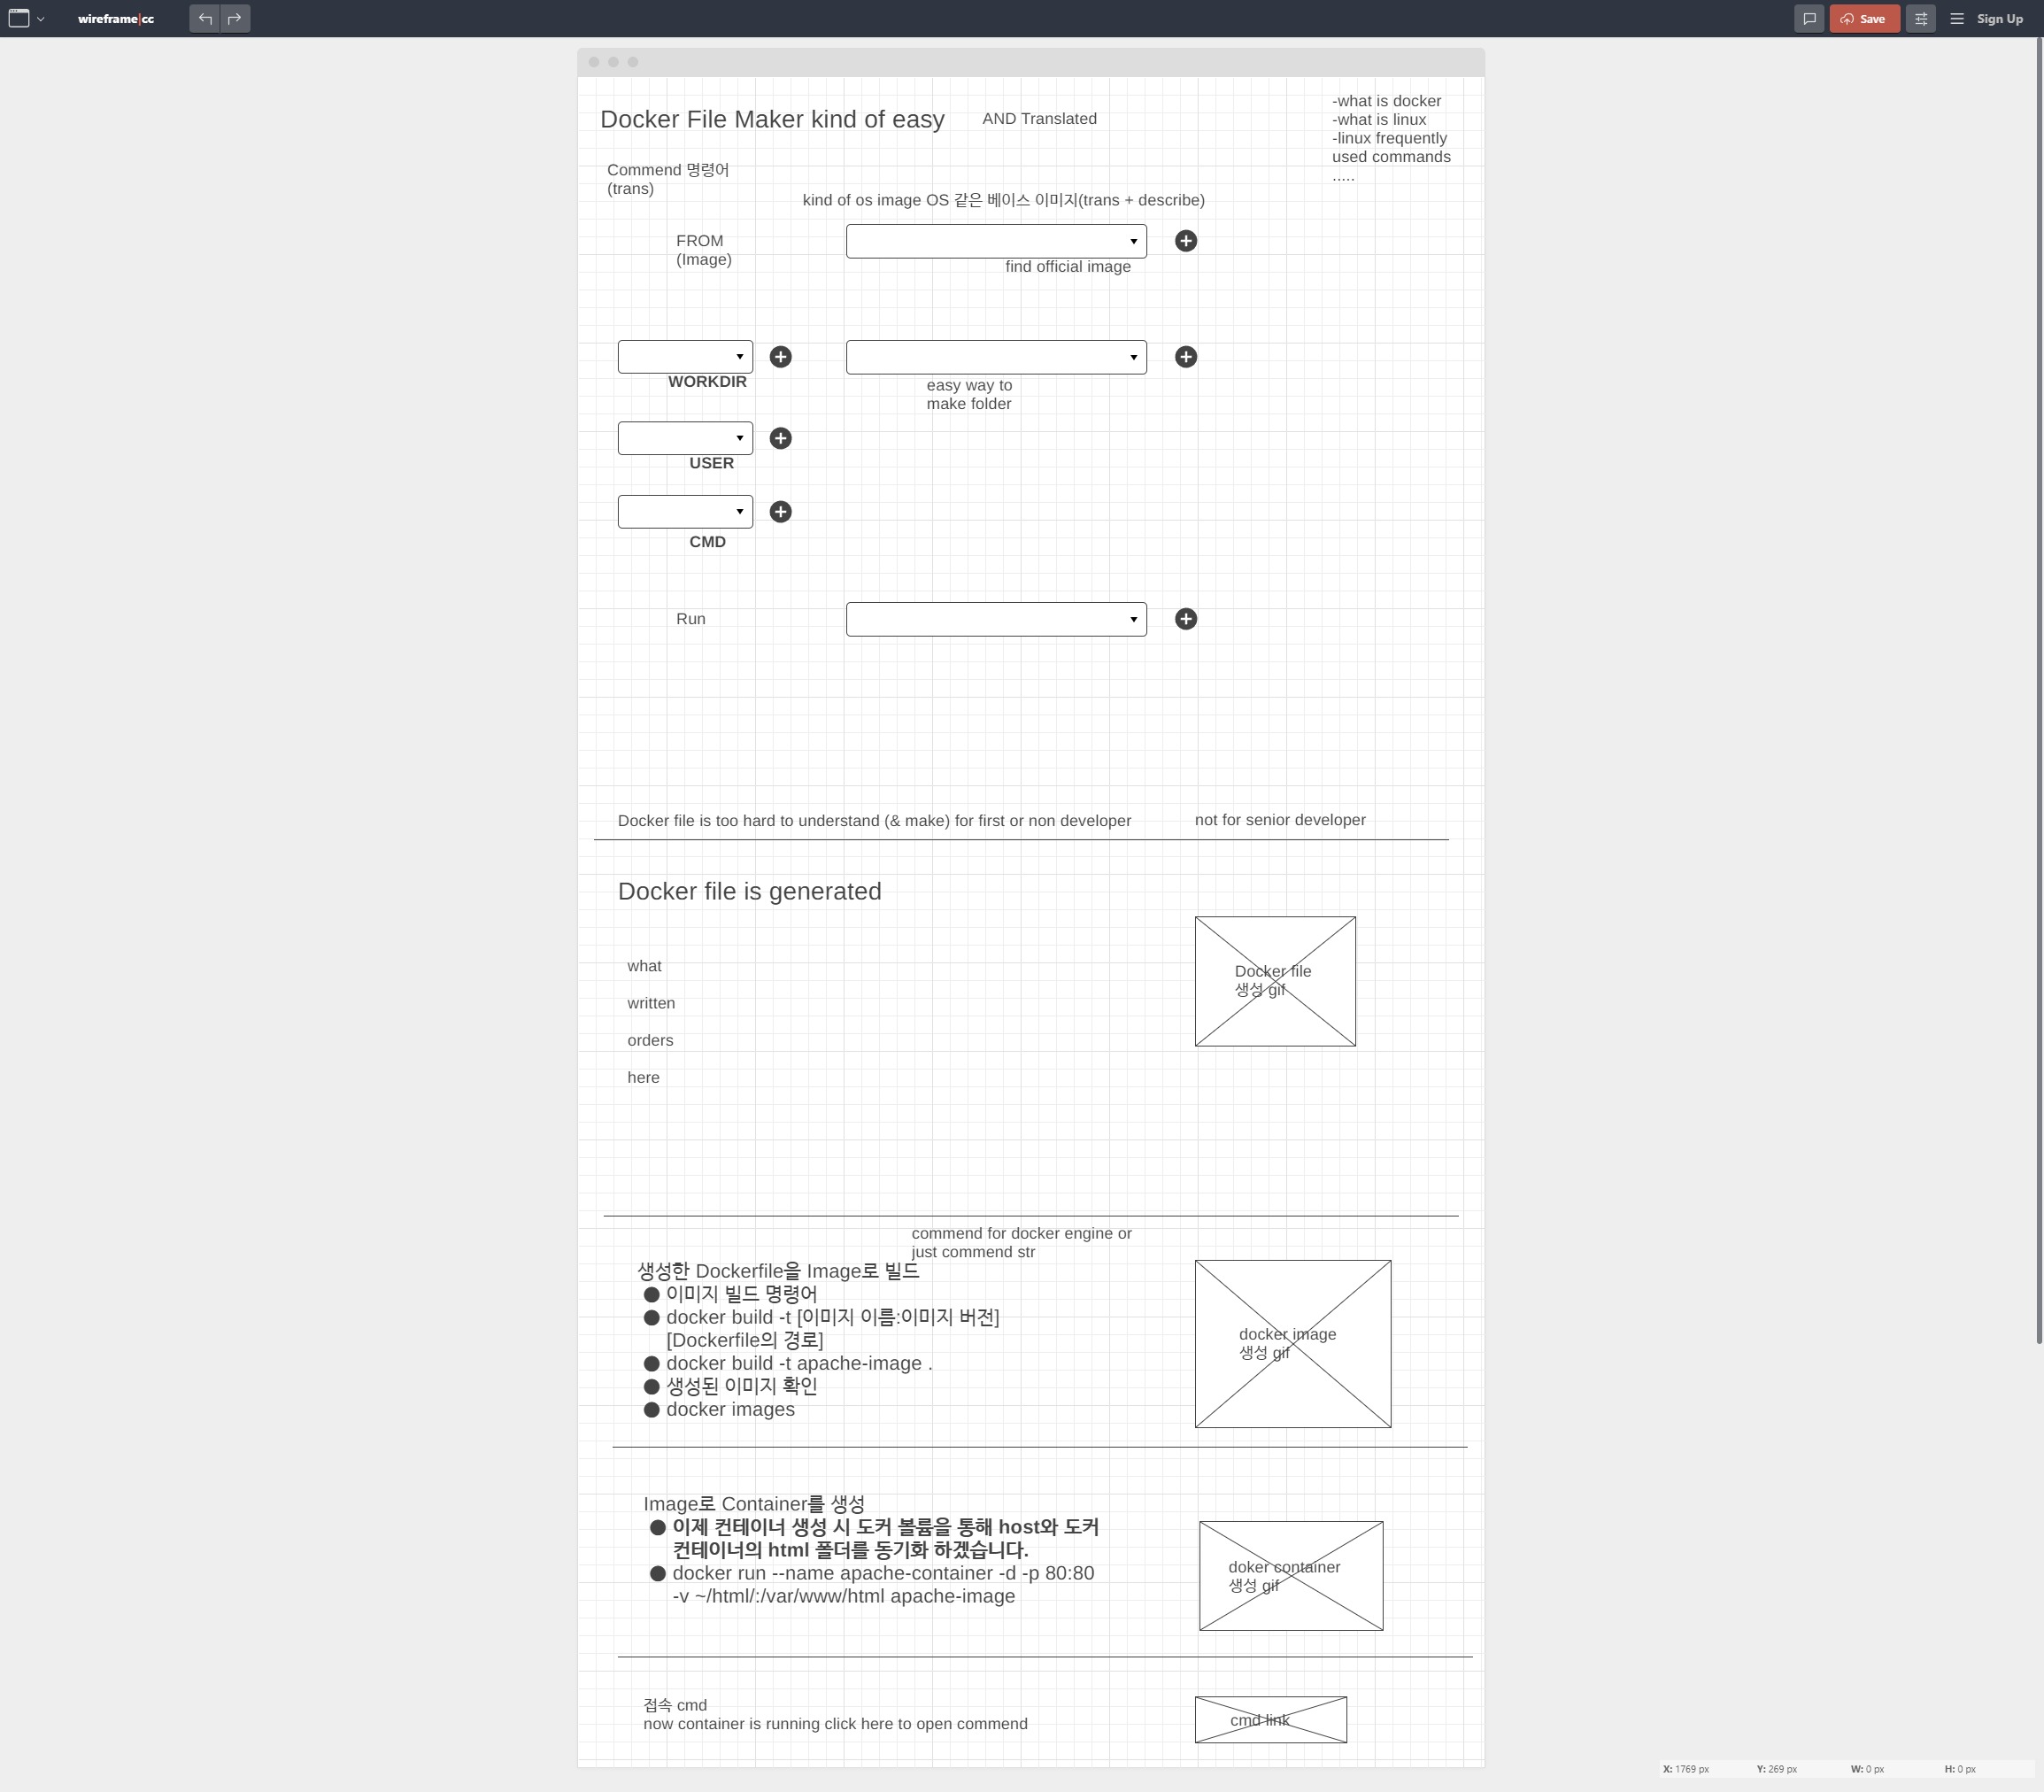 wireframe|cc
Save
Sign Up
Docker File Maker kind of easy
AND Translated
-what is docker
-what is linux
-linux frequently
used commands
.....
Commend 명령어
(trans)
kind of os image OS 같은 베이스 이미지(trans + describe)
FROM
(Image)
find official image
WORKDIR
easy way to
make folder
USER
CMD
Run
Docker file is too hard to understand (& make) for first or non developer
not for senior developer
Docker file is generated
what
written
orders
here
Docker file
생성 gif
commend for docker engine or
just commend str
생성한 Dockerfile을 Image로 빌드
● 이미지 빌드 명령어
● docker build -t [이미지 이름:이미지 버전]
[Dockerfile의 경로]
● docker build -t apache-image .
● 생성된 이미지 확인
● docker images
docker image
생성 gif
Image로 Container를 생성
● 이제 컨테이너 생성 시 도커 볼륨을 통해 host와 도커
컨테이너의 html 폴더를 동기화 하겠습니다.
● docker run --name apache-container -d -p 80:80
-v ~/html/:/var/www/html apache-image
doker container
생성 gif
접속 cmd
now container is running click here to open commend
cmd link
X: 1769 px Y: 269 px W: 0 px H: 0 px